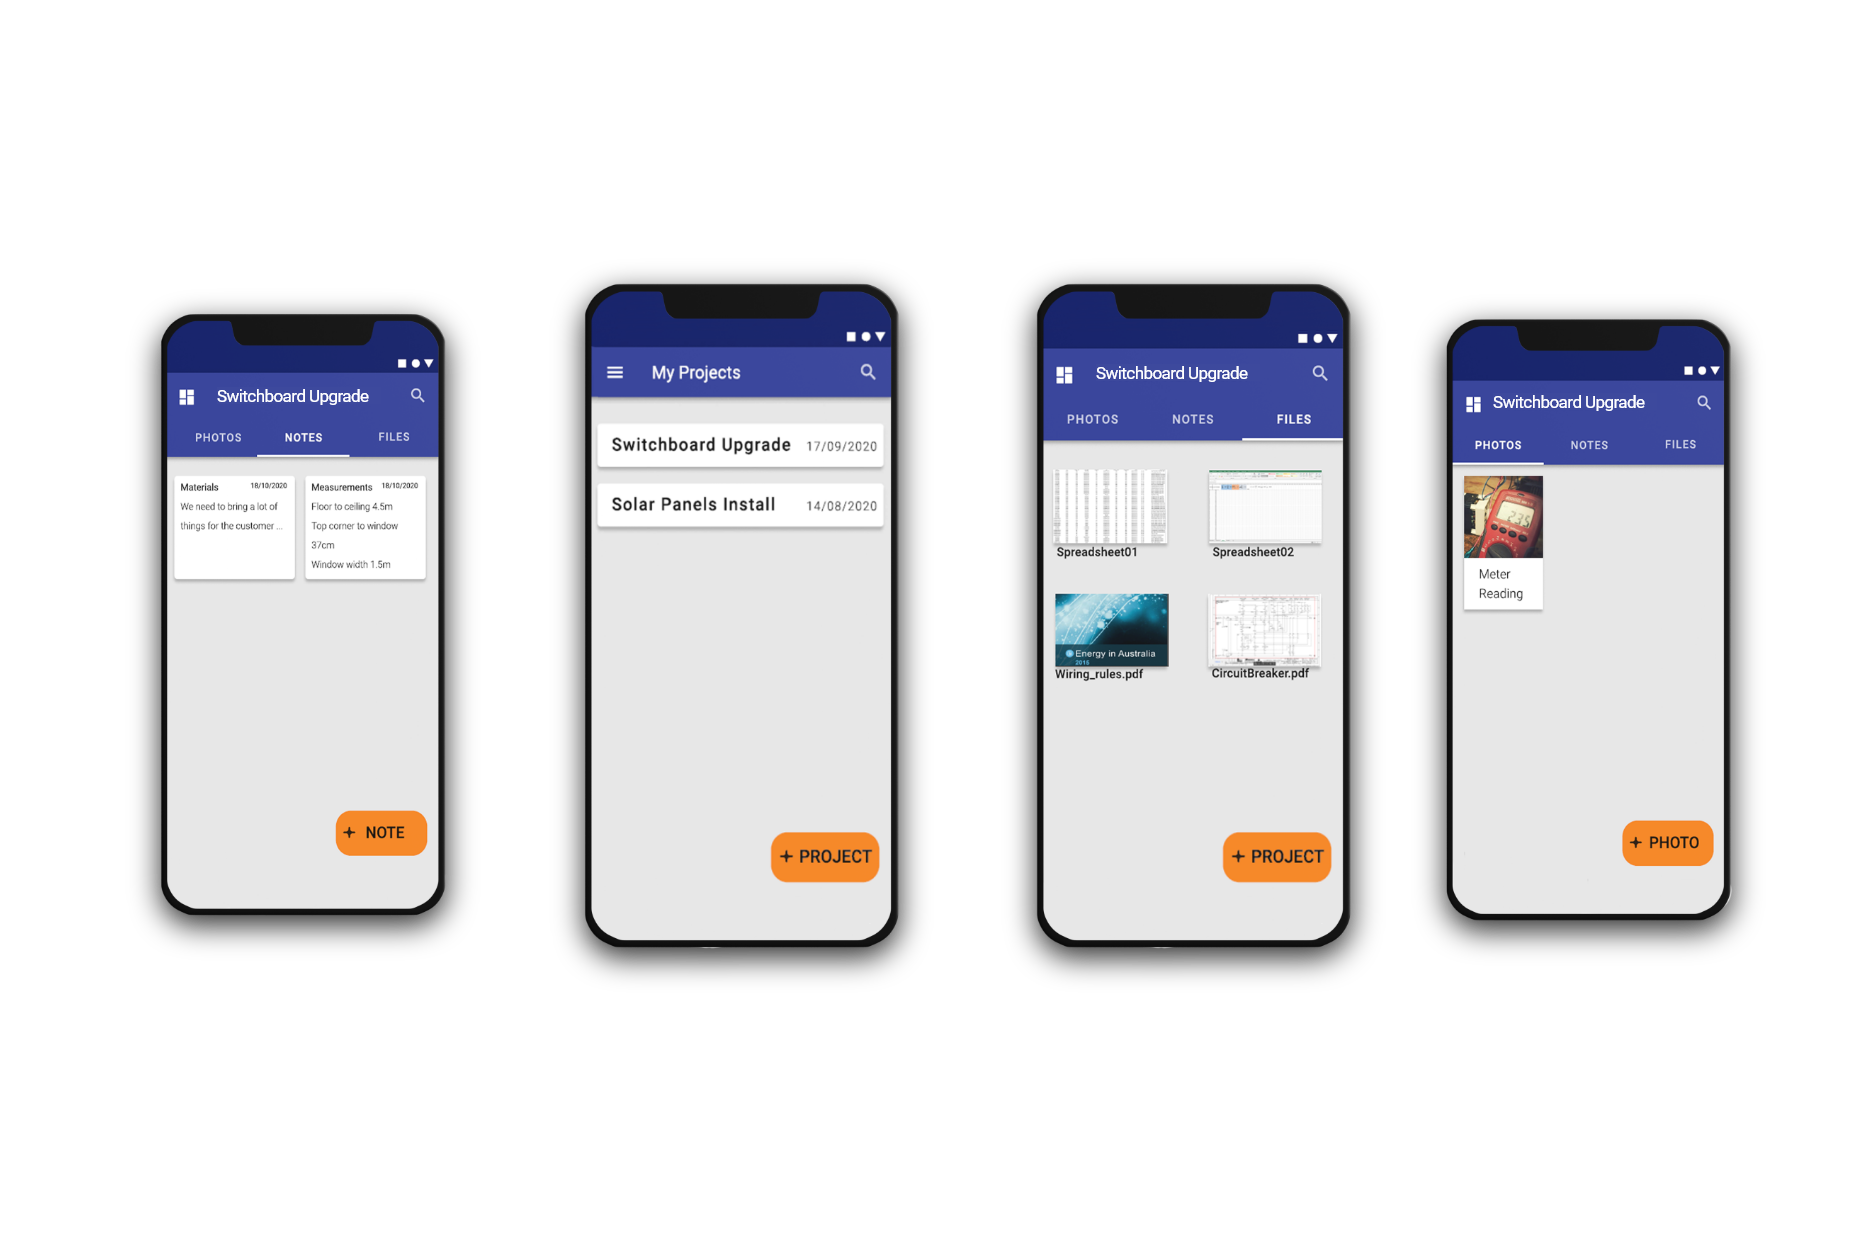 Switchboard Upgrade
PHOTOS NOTES FILES
Materials 18/10/2020
We need to bring a lot of
things for the customer ...
Measurements 18/10/2020
Floor to ceiling 4.5m
Top corner to window
37cm
Window width 1.5m
+ NOTE
My Projects
Switchboard Upgrade 17/09/2020
Solar Panels Install 14/08/2020
+ PROJECT
Switchboard Upgrade
PHOTOS NOTES FILES
Spreadsheet01
Spreadsheet02
Energy in Australia
2015
Wiring_rules.pdf
CircuitBreaker.pdf
+ PROJECT
Switchboard Upgrade
PHOTOS NOTES FILES
235
Meter
Reading
+ PHOTO